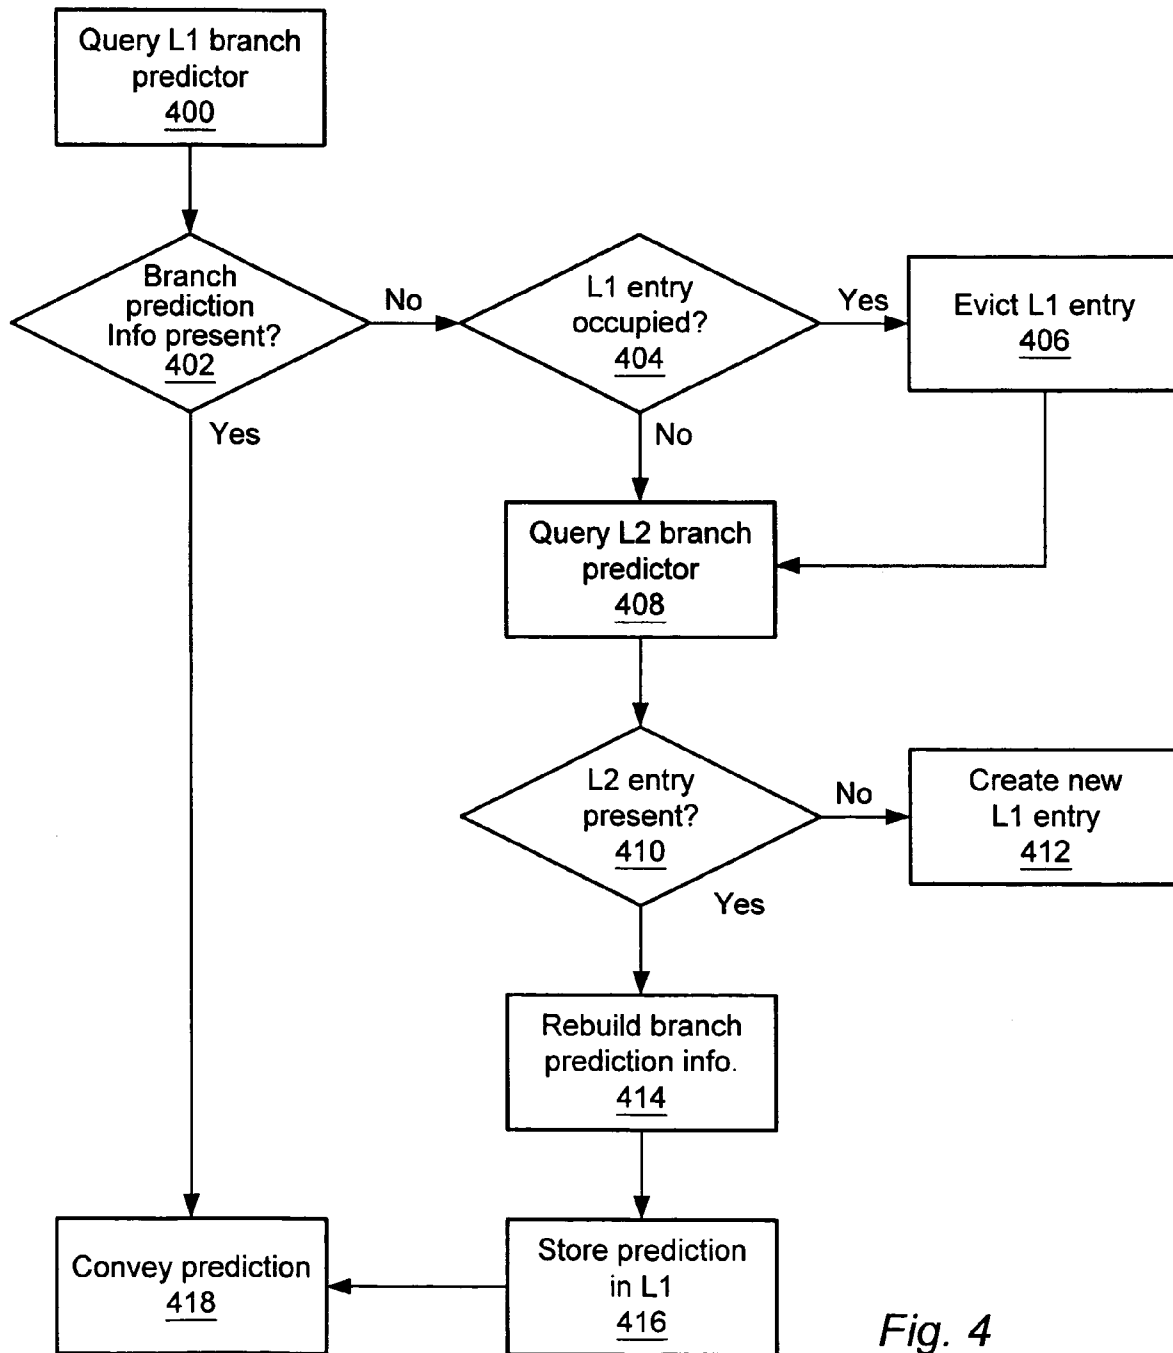 Query L1 branch
predictor
400
Branch
prediction
Info present?
402
No
Yes
L1 entry
occupied?
404
Yes
No
Evict L1 entry
406
Query L2 branch
predictor
408
L2 entry
present?
410
No
Yes
Create new
L1 entry
412
Rebuild branch
prediction info.
414
Store prediction
in L1
416
Convey prediction
418
Fig. 4